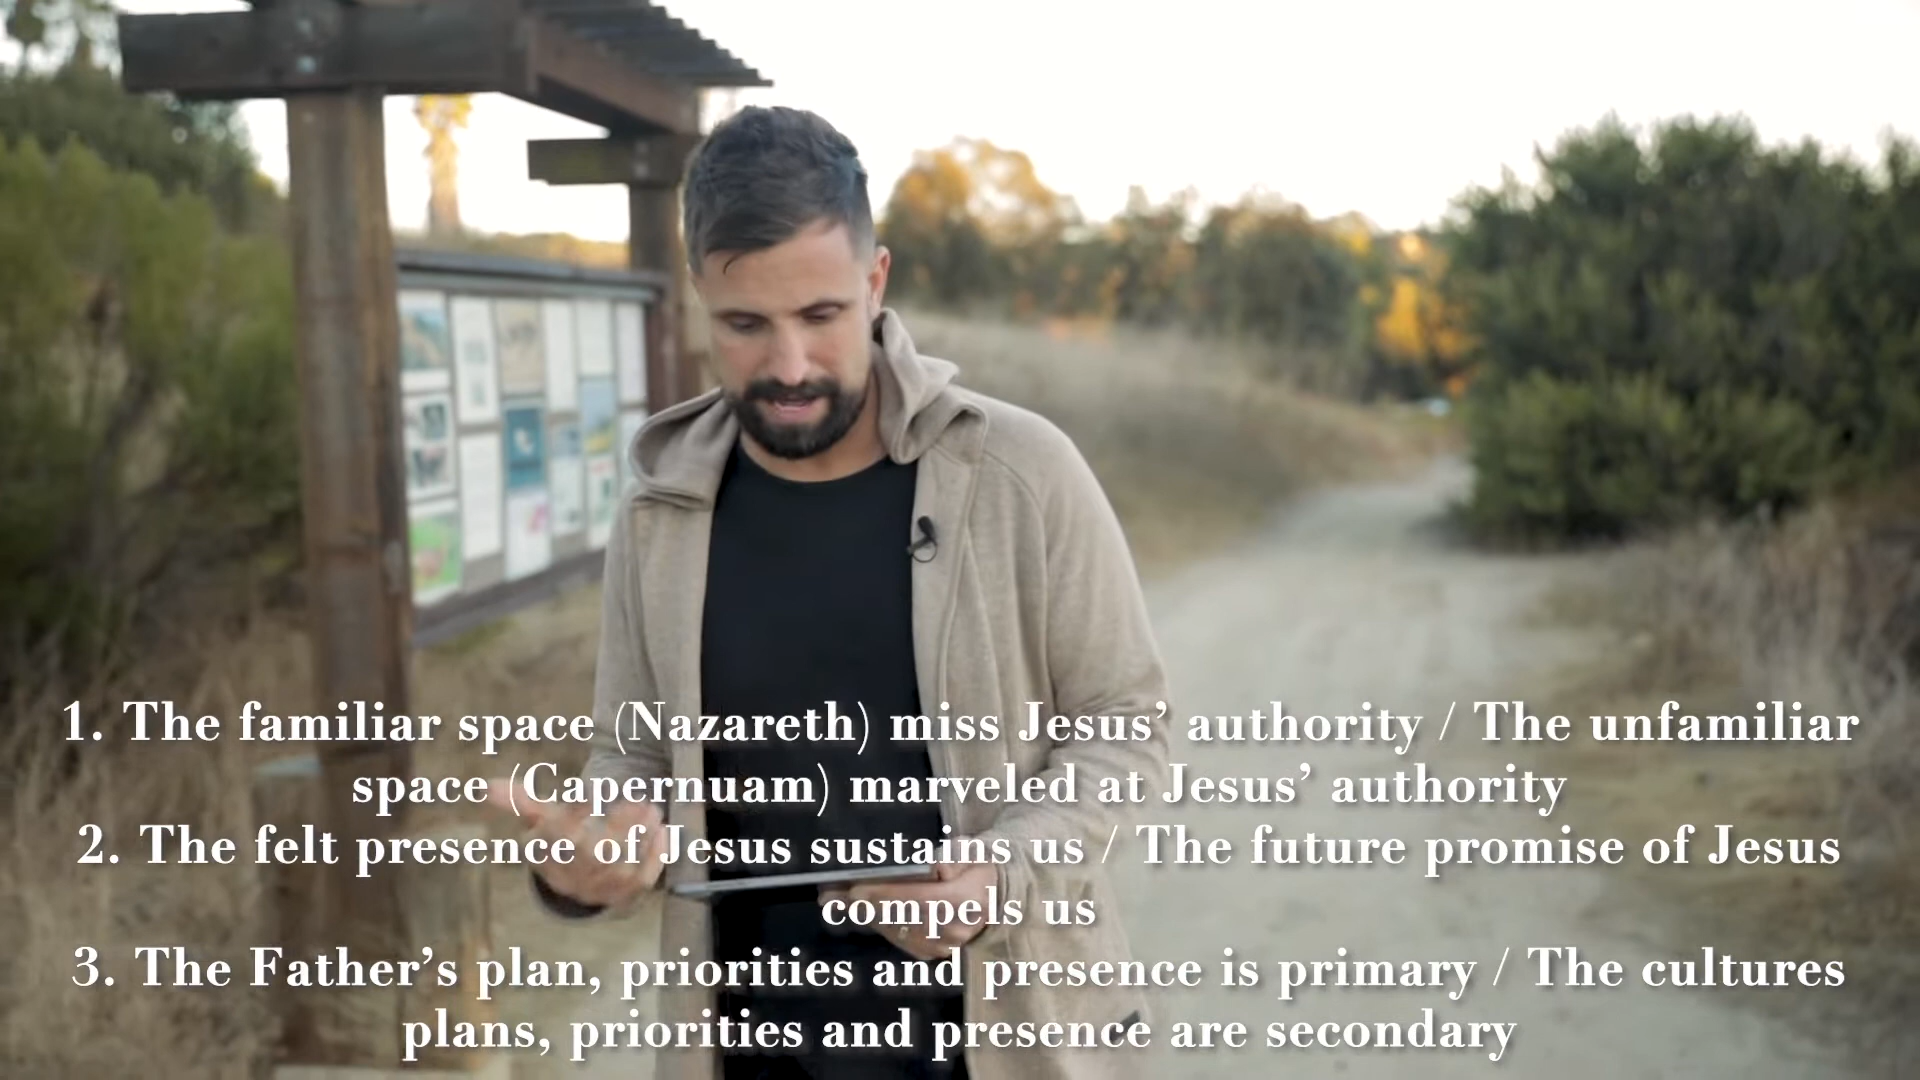 1. The familiar space (Nazareth) miss Jesus’ authority / The unfamiliar
space (Capernuam) marveled at Jesus’ authority
2. The felt presence of Jesus sustains us / The future promise of Jesus
compels us
3. The Father’s plan, priorities and presence is primary / The cultures
plans, priorities and presence are secondary